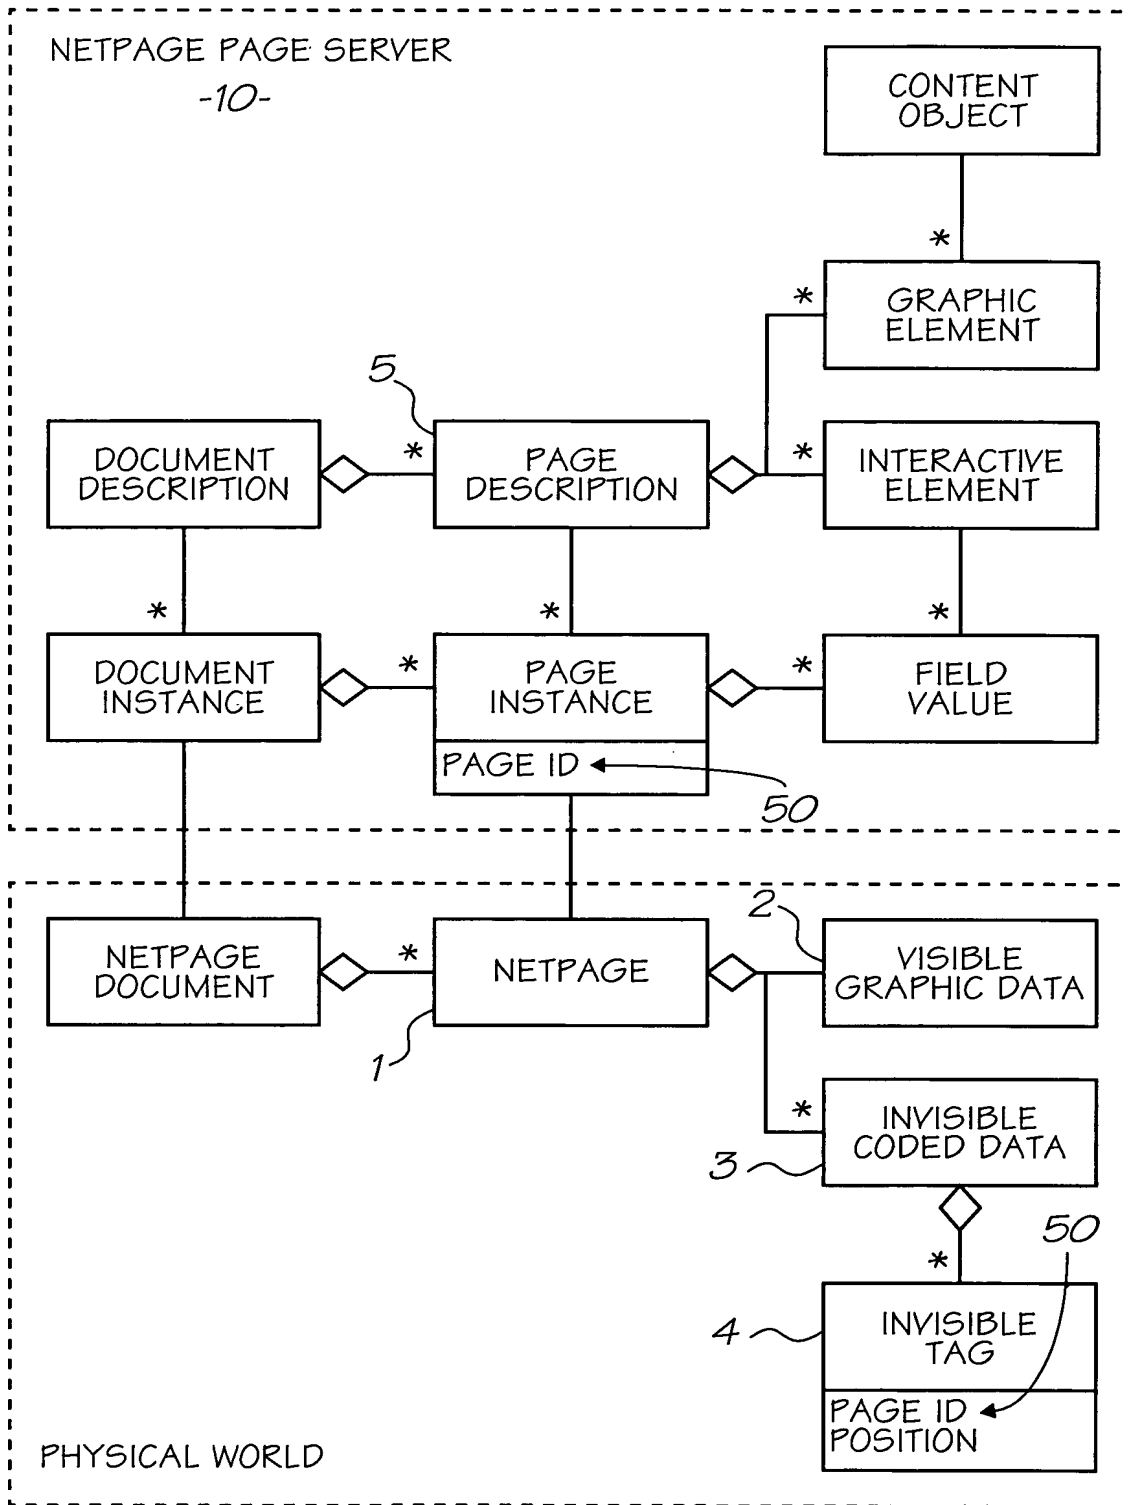 NETPAGE PAGE SERVER
-10-
CONTENT
OBJECT
*
*
GRAPHIC
ELEMENT
5
DOCUMENT
DESCRIPTION
*
PAGE
DESCRIPTION
*
INTERACTIVE
ELEMENT
*
*
*
DOCUMENT
INSTANCE
*
PAGE
INSTANCE
*
FIELD
VALUE
PAGE ID
50
2
NETPAGE
DOCUMENT
*
NETPAGE
VISIBLE
GRAPHIC DATA
1
*
INVISIBLE
CODED DATA
3
50
*
4
INVISIBLE
TAG
PAGE ID
POSITION
PHYSICAL WORLD